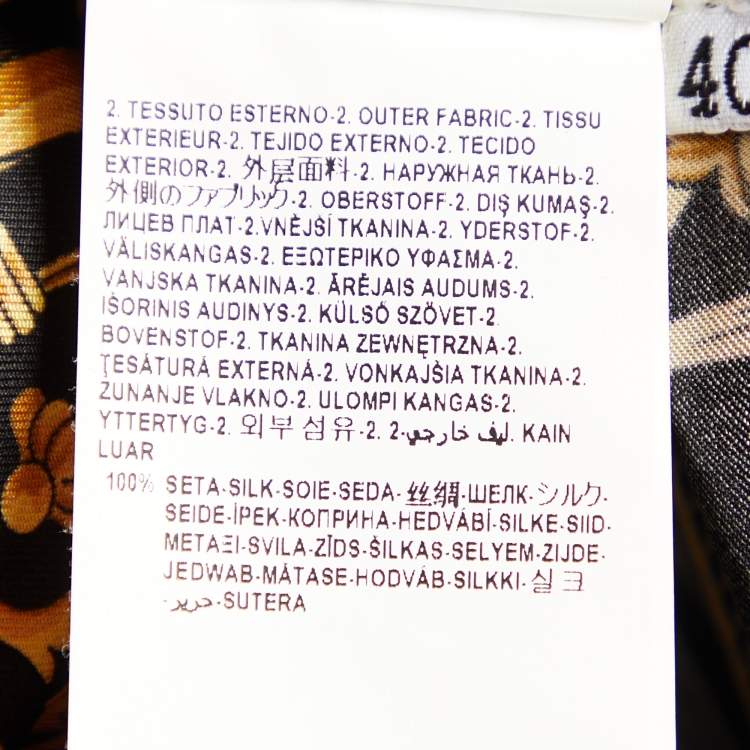 40
2. TESSUTO ESTERNO-2. OUTER FABRIC-2. TISSU
EXTERIEUR-2. TEJIDO EXTERNO-2. TECIDO
EXTERIOR-2. 外层面料-2. НАРУЖНАЯ ТКАНЬ-2.
外側のファブリック-2. OBERSTOFF-2. DIŞ KUMAŞ-2.
ЛИЦЕВ ПЛАТ-2.VNĚJŠÍ TKANINA-2. YDERSTOF-2.
VÄLISKANGAS-2. ΕΞΩΤΕΡΙΚΟ ΥΦΑΣΜΑ-2.
VANJSKA TKANINA-2. ĀRĒJAIS AUDUMS-2.
IŠORINIS AUDINYS-2. KÜLSŐ SZÖVET-2.
BOVENSTOF-2. TKANINA ZEWNĘTRZNA-2.
ŢESĂTURĂ EXTERNĂ-2. VONKAJŠIA TKANINA-2.
ZUNANJE VLAKNO-2. ULOMPI KANGAS-2.
YTTERTYG-2. 외부 섬유-2. ليف خارجي-2. KAIN
LUAR
100% SETA-SILK-SOIE-SEDA-丝绸-ШЕЛК-シルク-
SEIDE-İPEK-КОПРИНА-HEDVÁBÍ-SILKE-SIID-
ΜΕΤΑΞΙ-SVILA-ZĪDS-ŠILKAS-SELYEM-ZIJDE-
JEDWAB-MĂTASE-HODVÁB-SILKKI-실크
-حرير-SUTERA